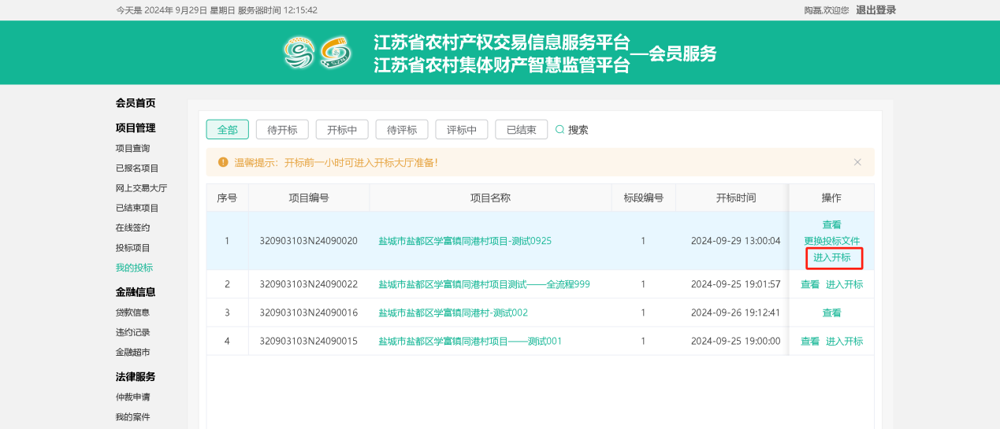 今天是 2024年 9月29日 星期日 服务器时间 12:15:42
陶磊,欢迎您 退出登录
江苏省农村产权交易信息服务平台
江苏省农村集体财产智慧监管平台
—会员服务
会员首页
项目管理
项目查询
已报名项目
网上交易大厅
已结束项目
在线签约
投标项目
我的投标
金融信息
贷款信息
违约记录
金融超市
法律服务
仲裁申请
我的案件
全部 待开标 开标中 待评标 评标中 已结束 搜索
温馨提示：开标前一小时可进入开标大厅准备！
序号 项目编号 项目名称 标段编号 开标时间 操作
1 320903103N24090020 盐城市盐都区学富镇同港村项目-测试0925 1 2024-09-29 13:00:04 查看
更换投标文件
进入开标
2 320903103N24090022 盐城市盐都区学富镇同港村项目测试——全流程999 1 2024-09-25 19:01:57 查看 进入开标
3 320903103N24090016 盐城市盐都区学富镇同港村-测试002 1 2024-09-26 19:12:41 查看
4 320903103N24090015 盐城市盐都区学富镇同港村项目——测试001 1 2024-09-25 19:00:00 查看 进入开标